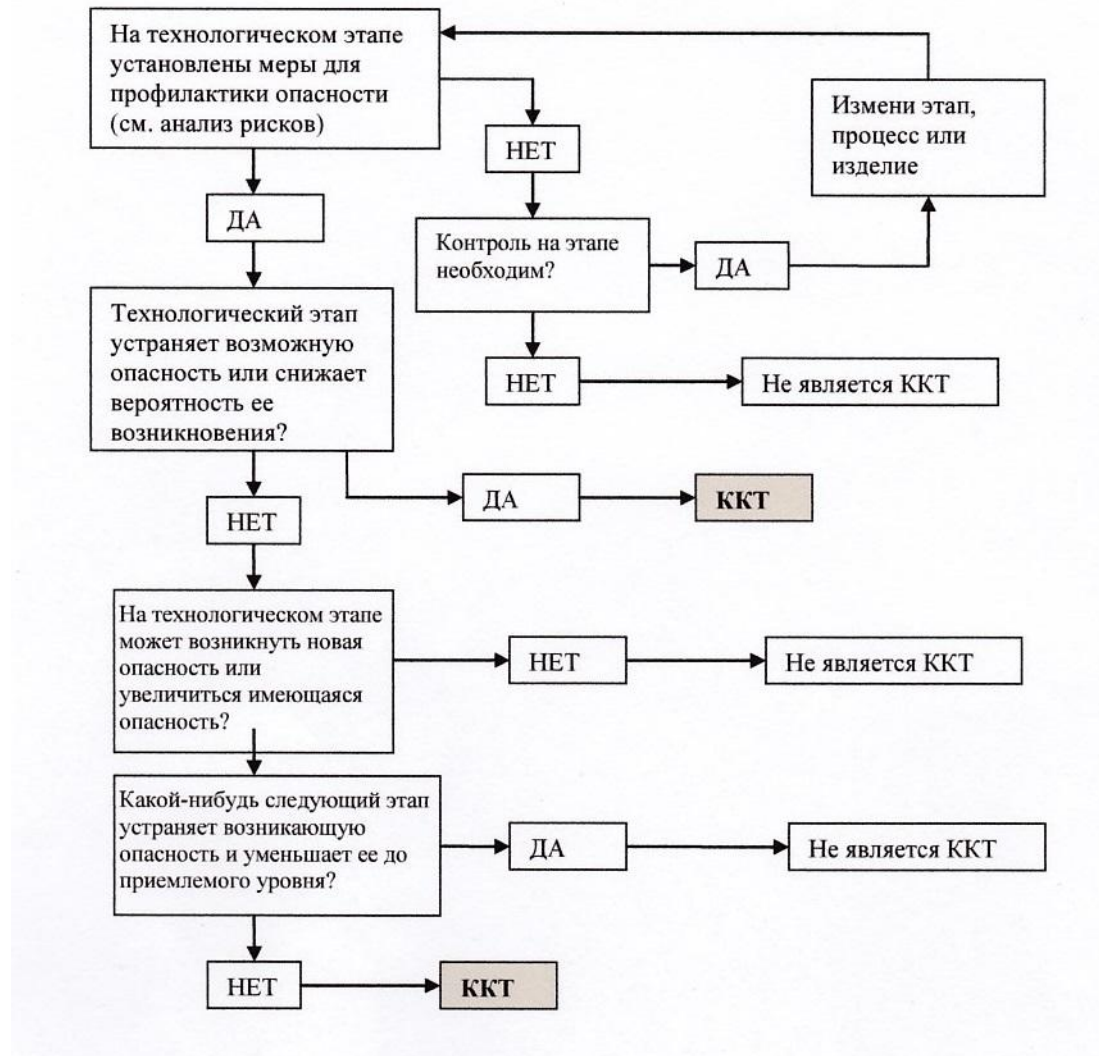 На технологическом этапе
установлены меры для
профилактики опасности
(см. анализ рисков)
Измени этап,
процесс или
изделие
НЕТ
ДА
Контроль на этапе
необходим?
ДА
Технологический этап
устраняет возможную
опасность или снижает
вероятность ее
возникновения?
НЕТ
Не является ККТ
ДА
ККТ
НЕТ
На технологическом этапе
может возникнуть новая
опасность или
увеличиться имеющаяся
опасность?
НЕТ
Не является ККТ
Какой-нибудь следующий этап
устраняет возникающую
опасность и уменьшает ее до
приемлемого уровня?
ДА
Не является ККТ
НЕТ
ККТ